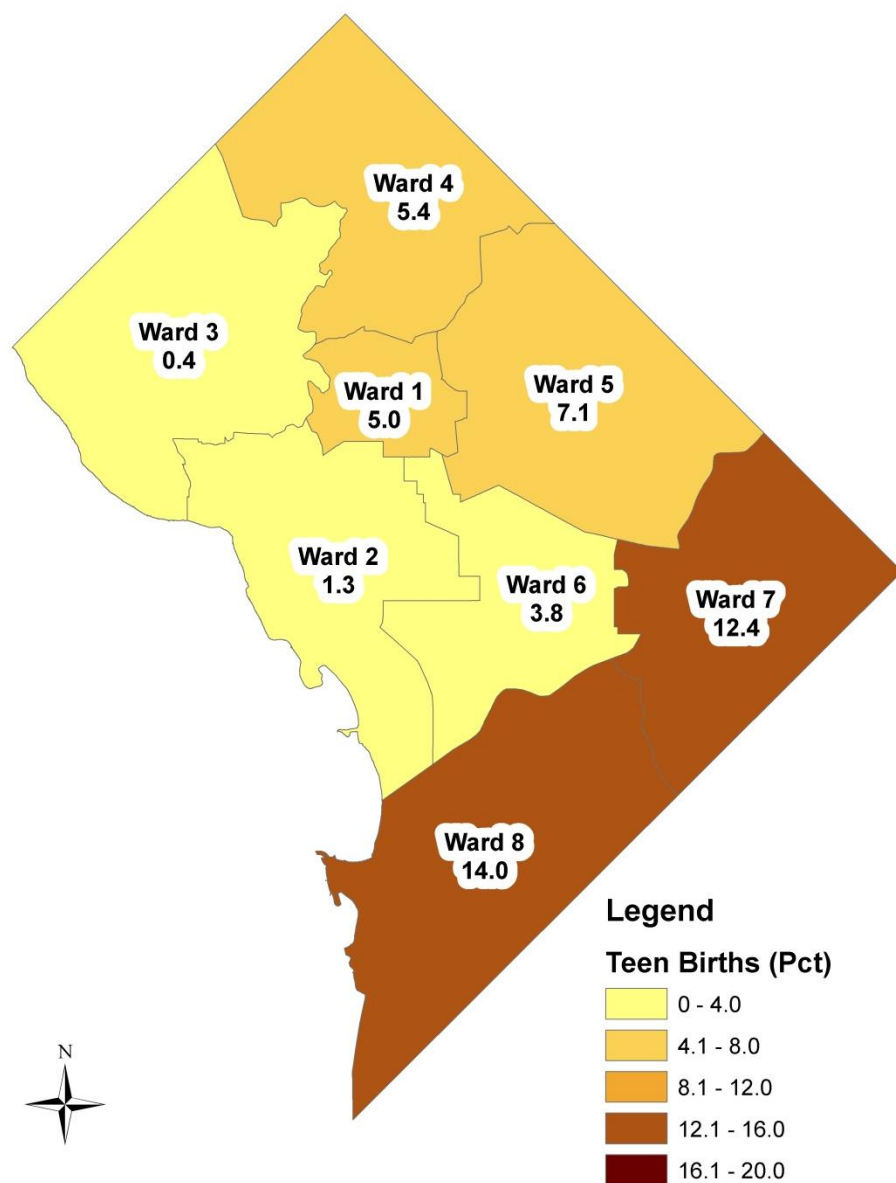 Ward 4
5.4
Ward 3
0.4
Ward 1
5.0
Ward 5
7.1
Ward 2
1.3
Ward 6
3.8
Ward 7
12.4
Ward 8
14.0
Legend
Teen Births (Pct)
0 - 4.0
4.1 - 8.0
8.1 - 12.0
12.1 - 16.0
16.1 - 20.0
N